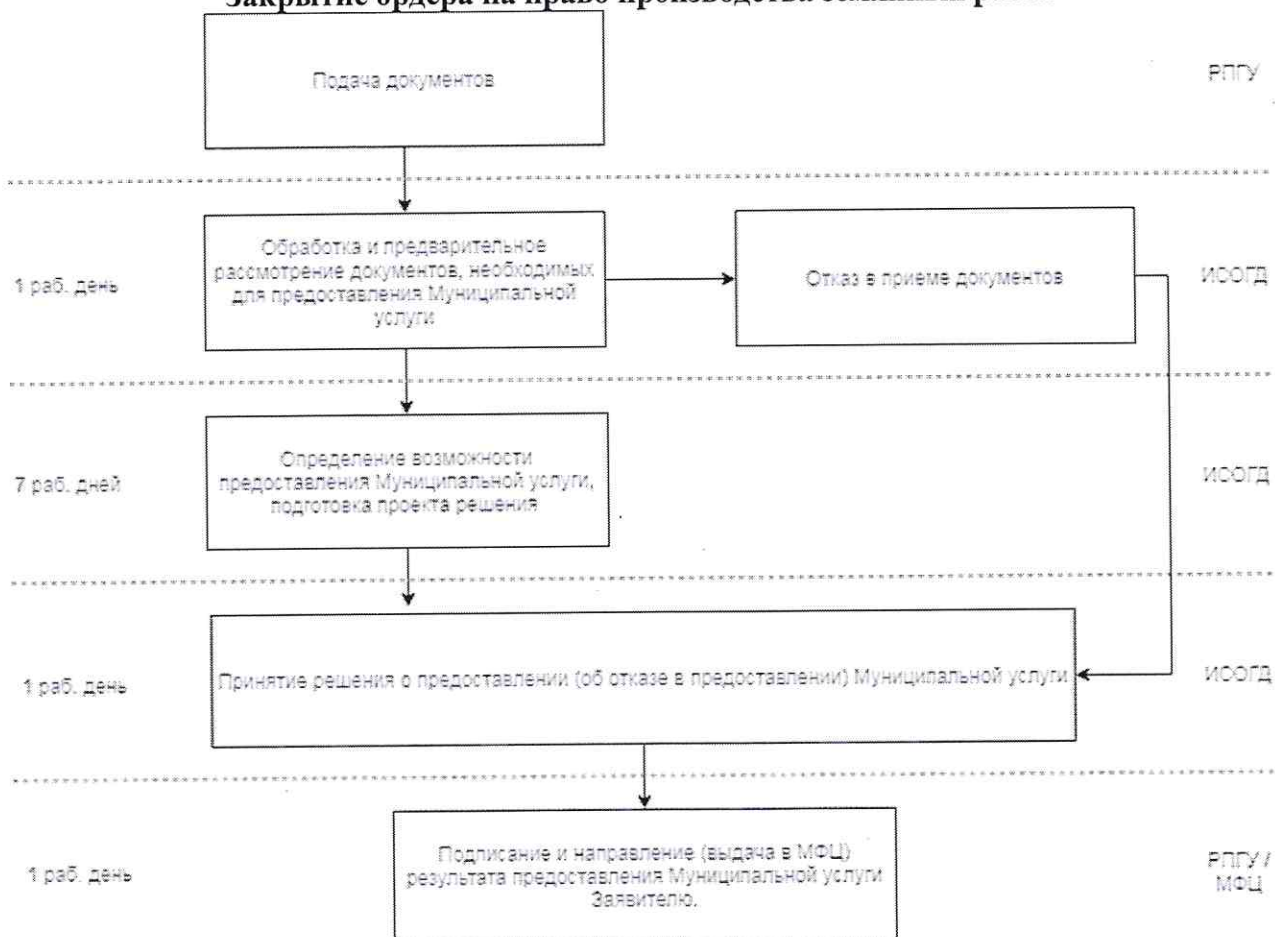 Закрытие ордера на право производства
Подача документов
РПГУ
1 раб. день
Обработка и предварительное
рассмотрение документов, необходимых
для предоставления Муниципальной
услуги
Отказ в приеме документов
ИСОГД
7 раб. дней
Определение возможности
предоставления Муниципальной услуги,
подготовка проекта решения
ИСОГД
1 раб. день
Принятие решения о предоставлении (об отказе в предоставлении) Муниципальной услуги
ИСОГД
1 раб. день
Подписание и направление (выдача в МФЦ)
результата предоставления Муниципальной услуги
Заявителю.
РПГУ /
МФЦ